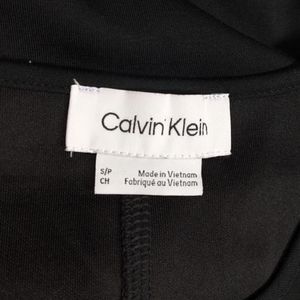 Calvin Klein
S/P Made in Vietnam
CH Fabriqué au Vietnam